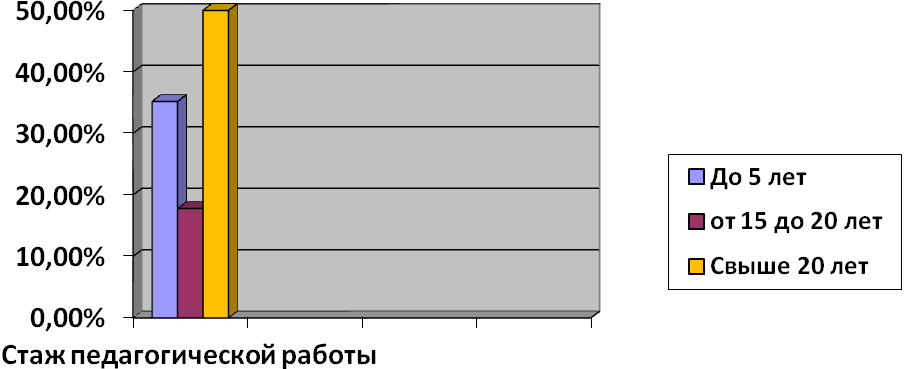 50,00%
40,00%
30,00%
20,00%
10,00%
0,00%
Стаж педагогической работы
До 5 лет
от 15 до 20 лет
Свыше 20 лет